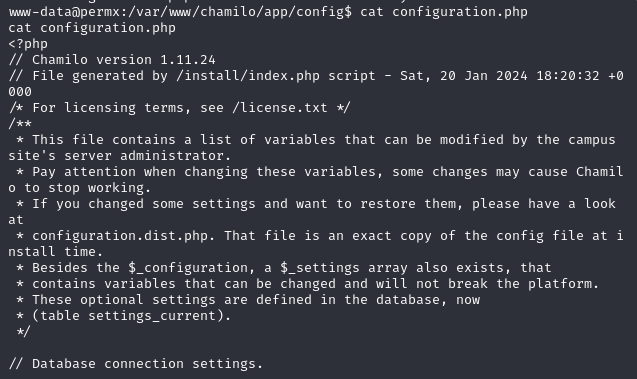 www-data@permx:/var/www/chamilo/app/config$ cat configuration.php
cat configuration.php
<?php
// Chamilo version 1.11.24
// File generated by /install/index.php script - Sat, 20 Jan 2024 18:20:32 +0
000
/* For licensing terms, see /license.txt */
/**
 * This file contains a list of variables that can be modified by the campus
site's server administrator.
 * Pay attention when changing these variables, some changes may cause Chamil
o to stop working.
 * If you changed some settings and want to restore them, please have a look
at
 * configuration.dist.php. That file is an exact copy of the config file at i
nstall time.
 * Besides the $_configuration, a $_settings array also exists, that
 * contains variables that can be changed and will not break the platform.
 * These optional settings are defined in the database, now
 * (table settings_current).
 */

// Database connection settings.